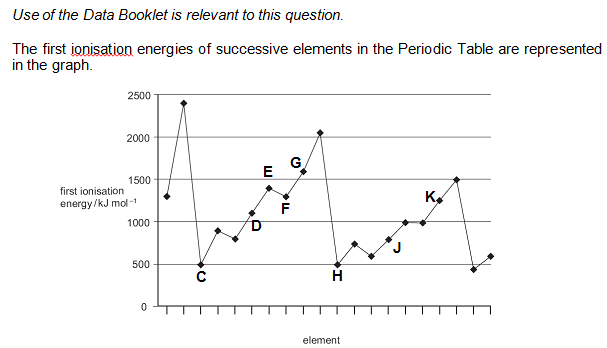 Use of the Data Booklet is relevant to this question.
The first ionisation energies of successive elements in the Periodic Table are represented
in the graph.
2500
2000
1500
1000
500
0
first ionisation
energy/kJ mol⁻¹
C
D
E
F
G
H
J
K
element